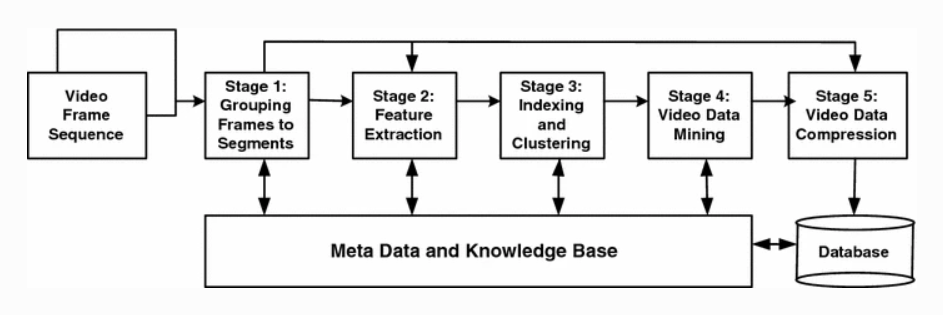 Video
Frame
Sequence
Stage 1:
Grouping
Frames to
Segments
Stage 2:
Feature
Extraction
Stage 3:
Indexing
and
Clustering
Stage 4:
Video Data
Mining
Stage 5:
Video Data
Compression
Meta Data and Knowledge Base
Database